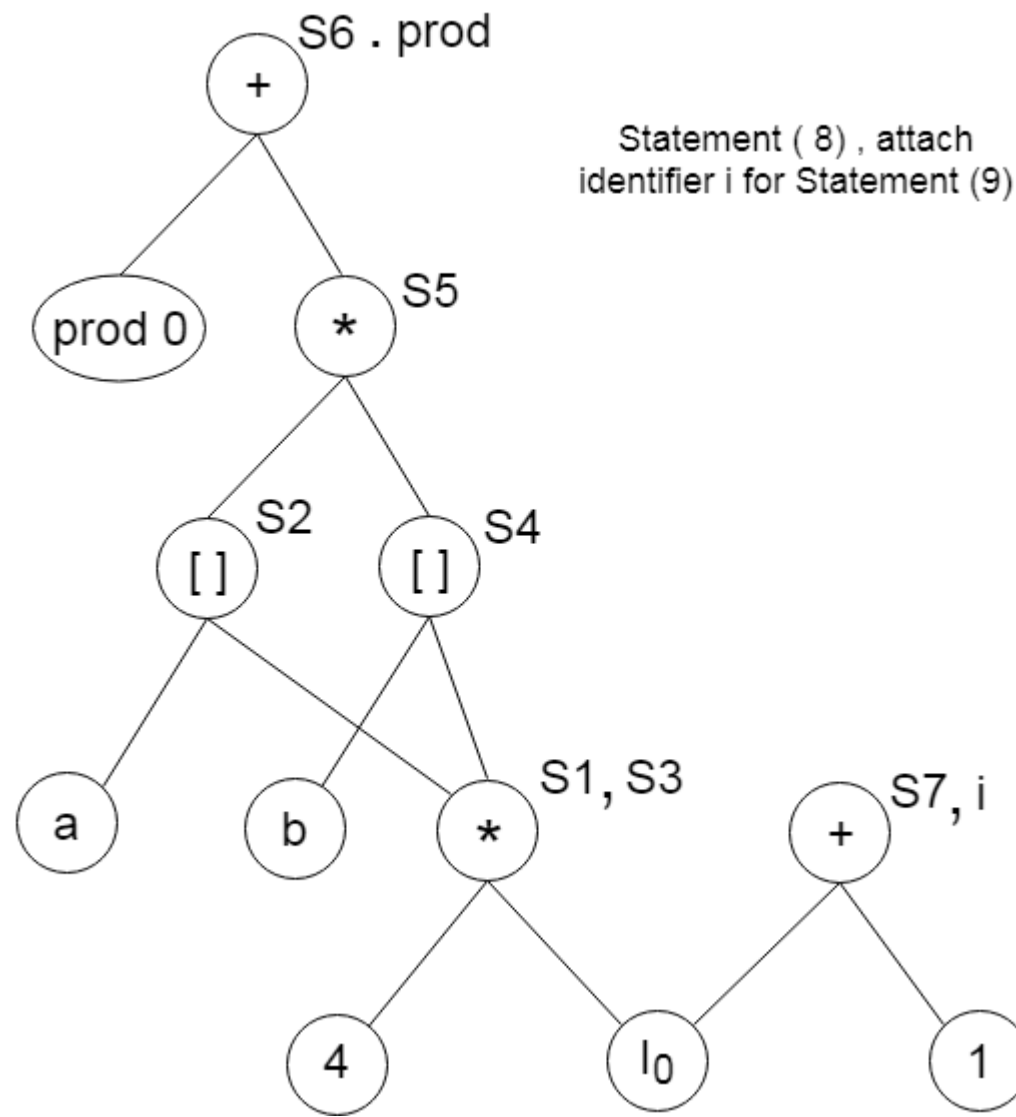 S6 . prod
+
Statement ( 8) , attach
identifier i for Statement (9)
prod 0
*
S5
[ ]
S2
[ ]
S4
a
b
*
S1, S3
+
S7, i
4
I0
1